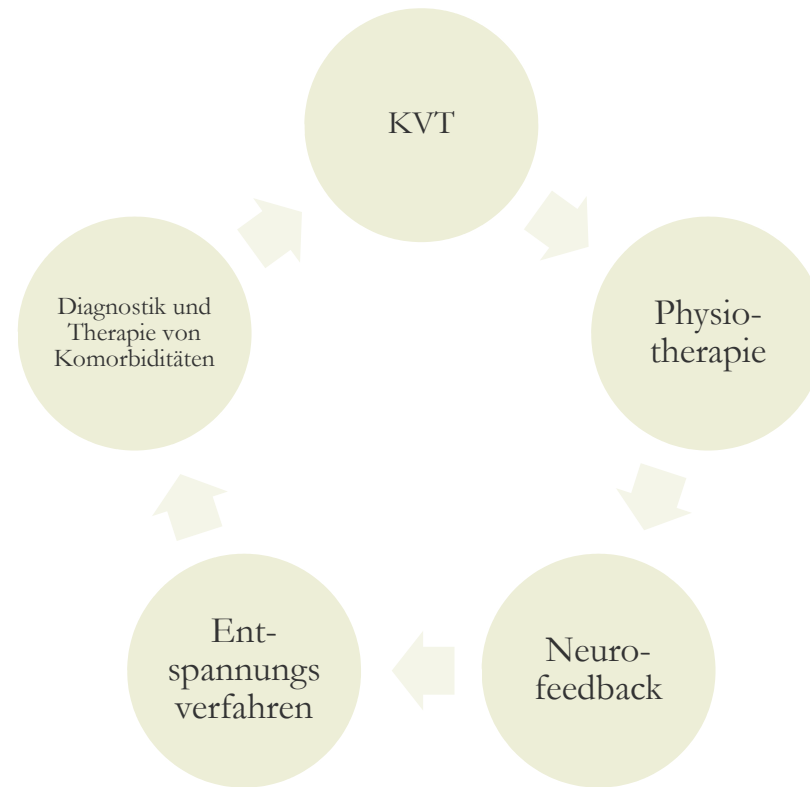 KVT
Physio-
therapie
Neuro-
feedback
Ent-
spannungs
verfahren
Diagnostik und
Therapie von
Komorbiditäten